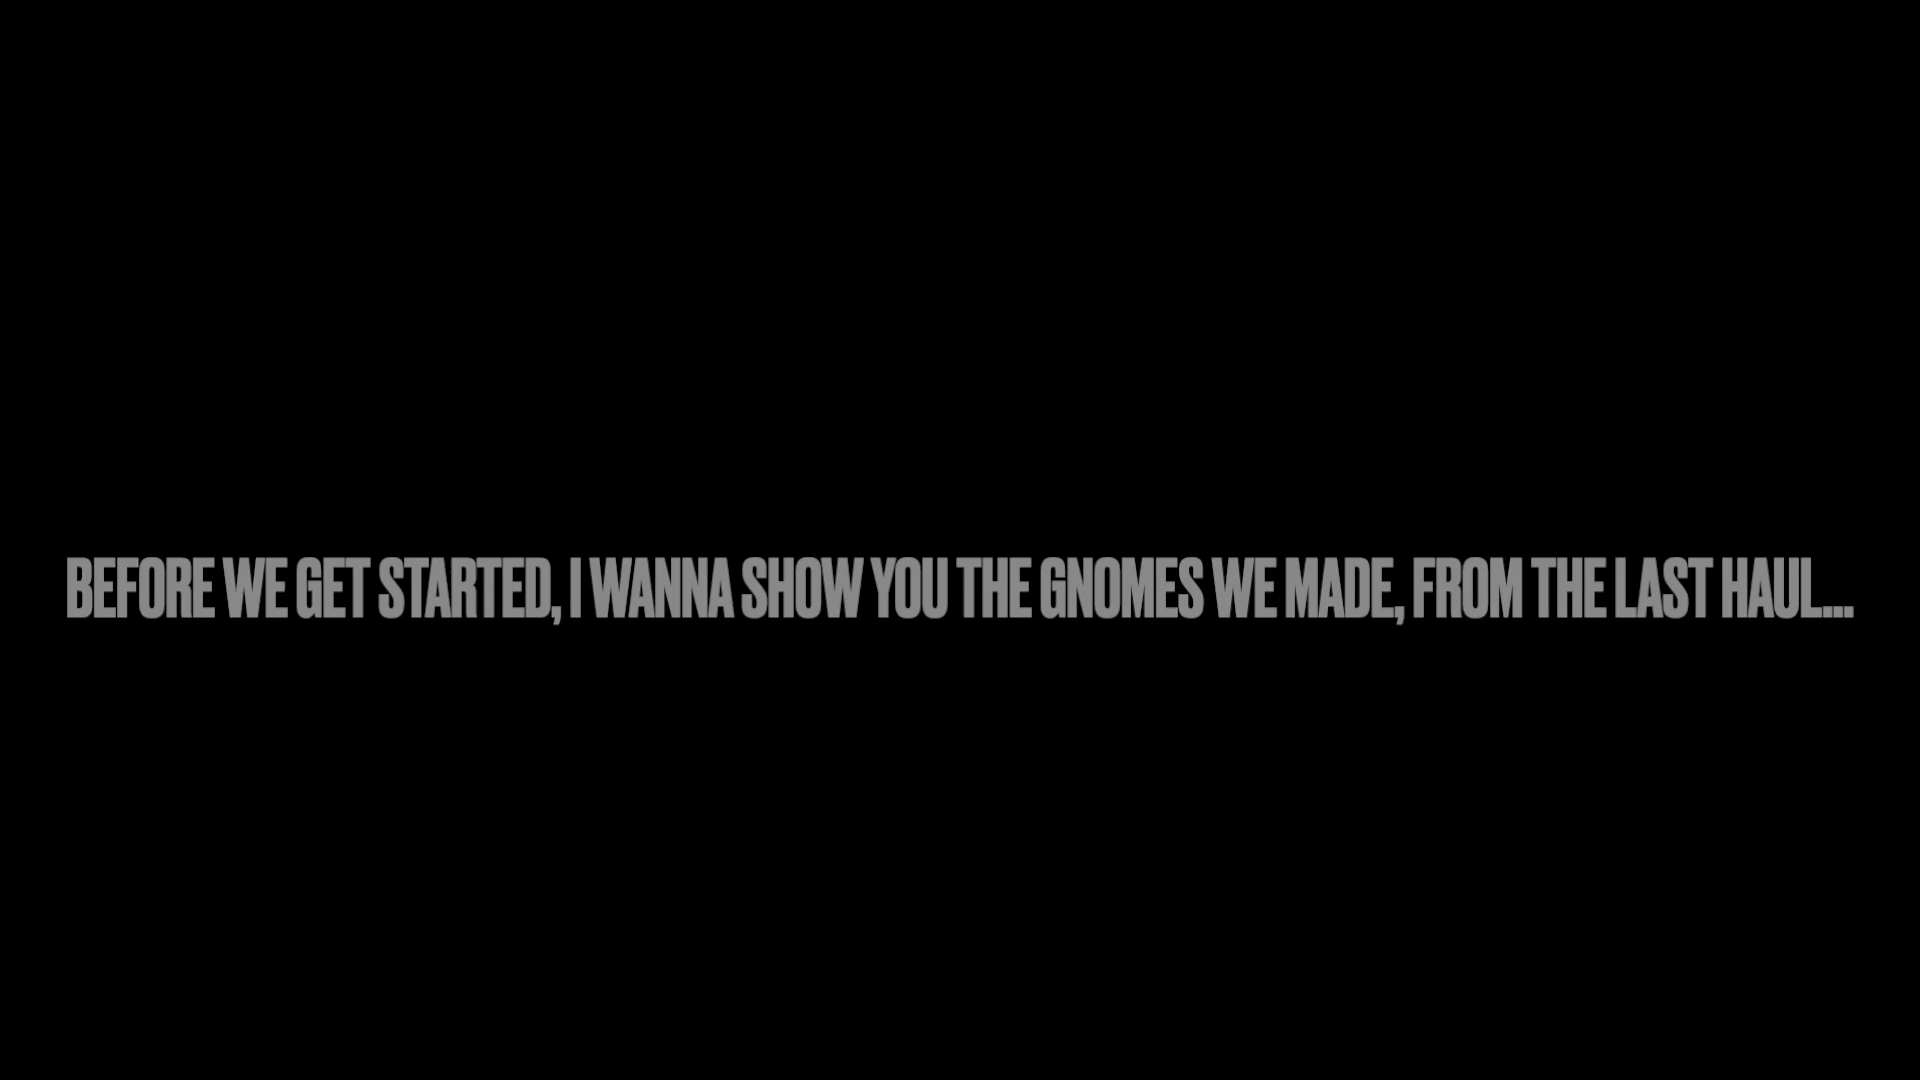 BEFORE WE GET STARTED, I WANNA SHOW YOU THE GNOMES WE MADE, FROM THE LAST HAUL...